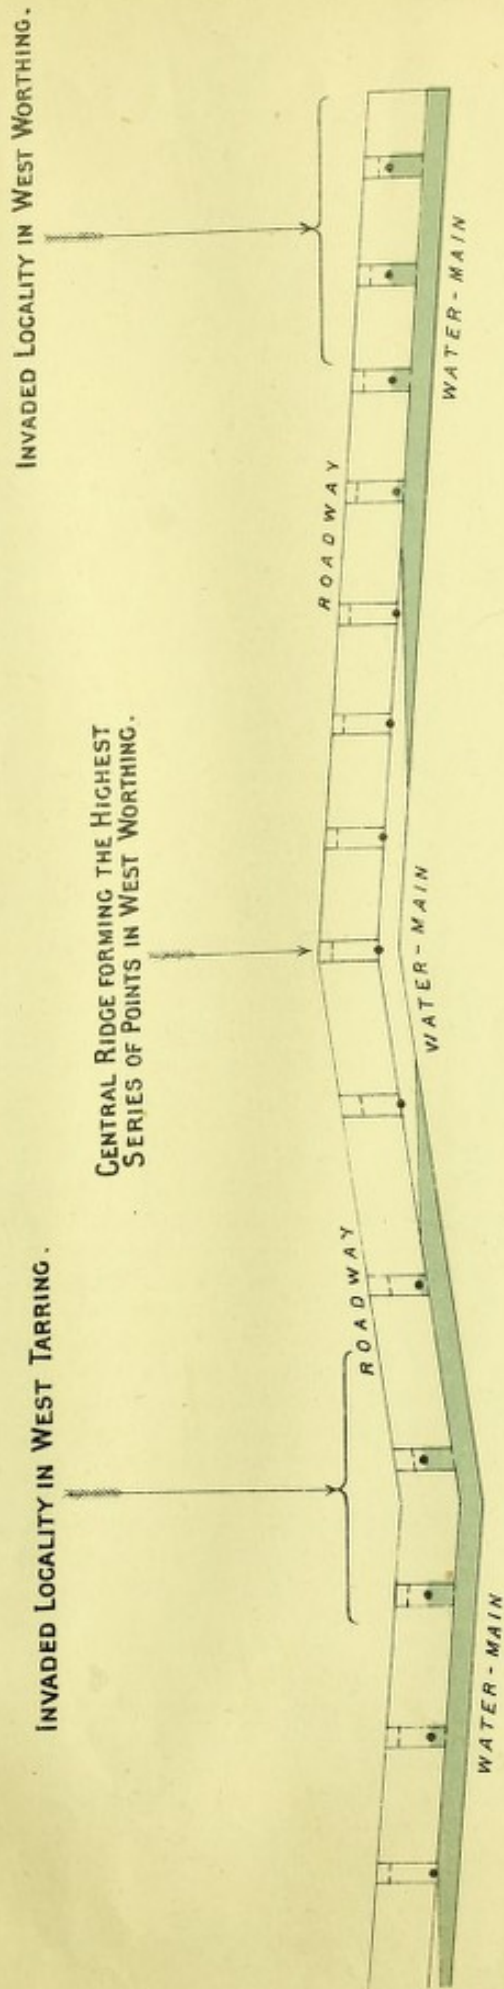 INVADED LOCALITY IN WEST TARRING.
CENTRAL RIDGE FORMING THE HIGHEST
SERIES OF POINTS IN WEST WORTHING.
INVADED LOCALITY IN WEST WORTHING.
ROADWAY
ROADWAY
WATER-MAIN
WATER-MAIN
WATER-MAIN